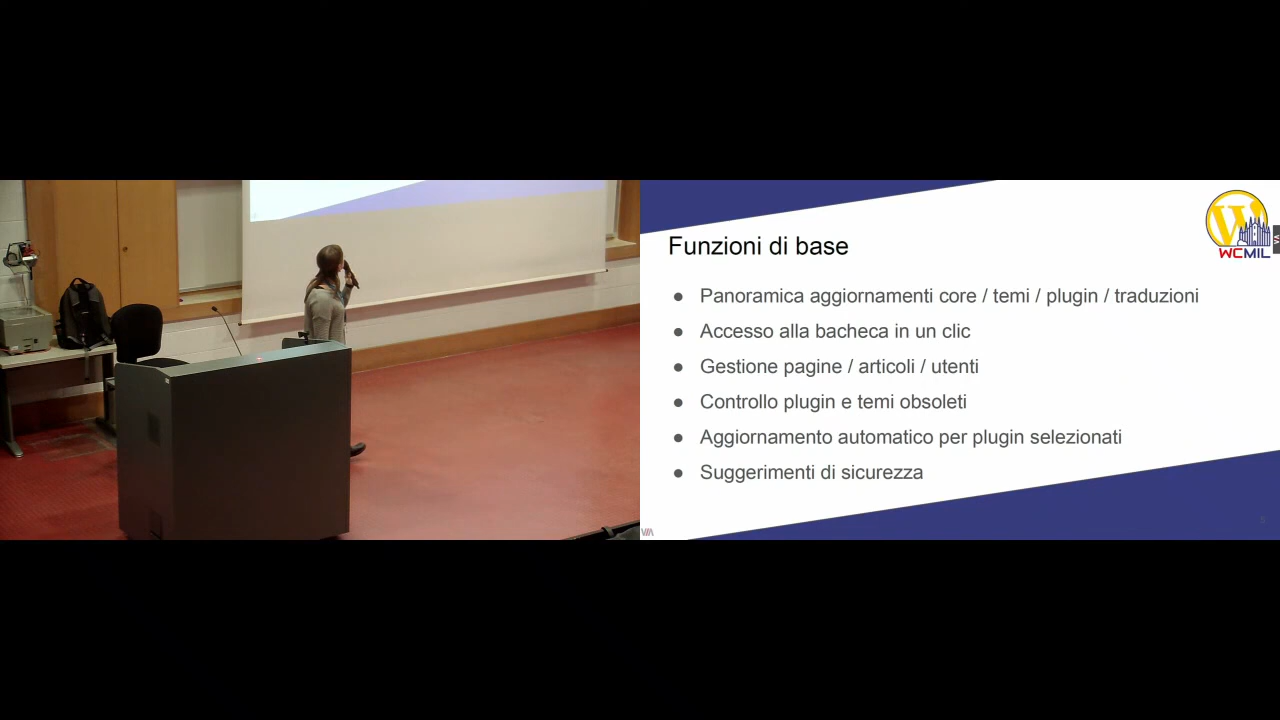 Funzioni di base
● Panoramica aggiornamenti core / temi / plugin / traduzioni
● Accesso alla bacheca in un clic
● Gestione pagine / articoli / utenti
● Controllo plugin e temi obsoleti
● Aggiornamento automatico per plugin selezionati
● Suggerimenti di sicurezza
W
WCMIL